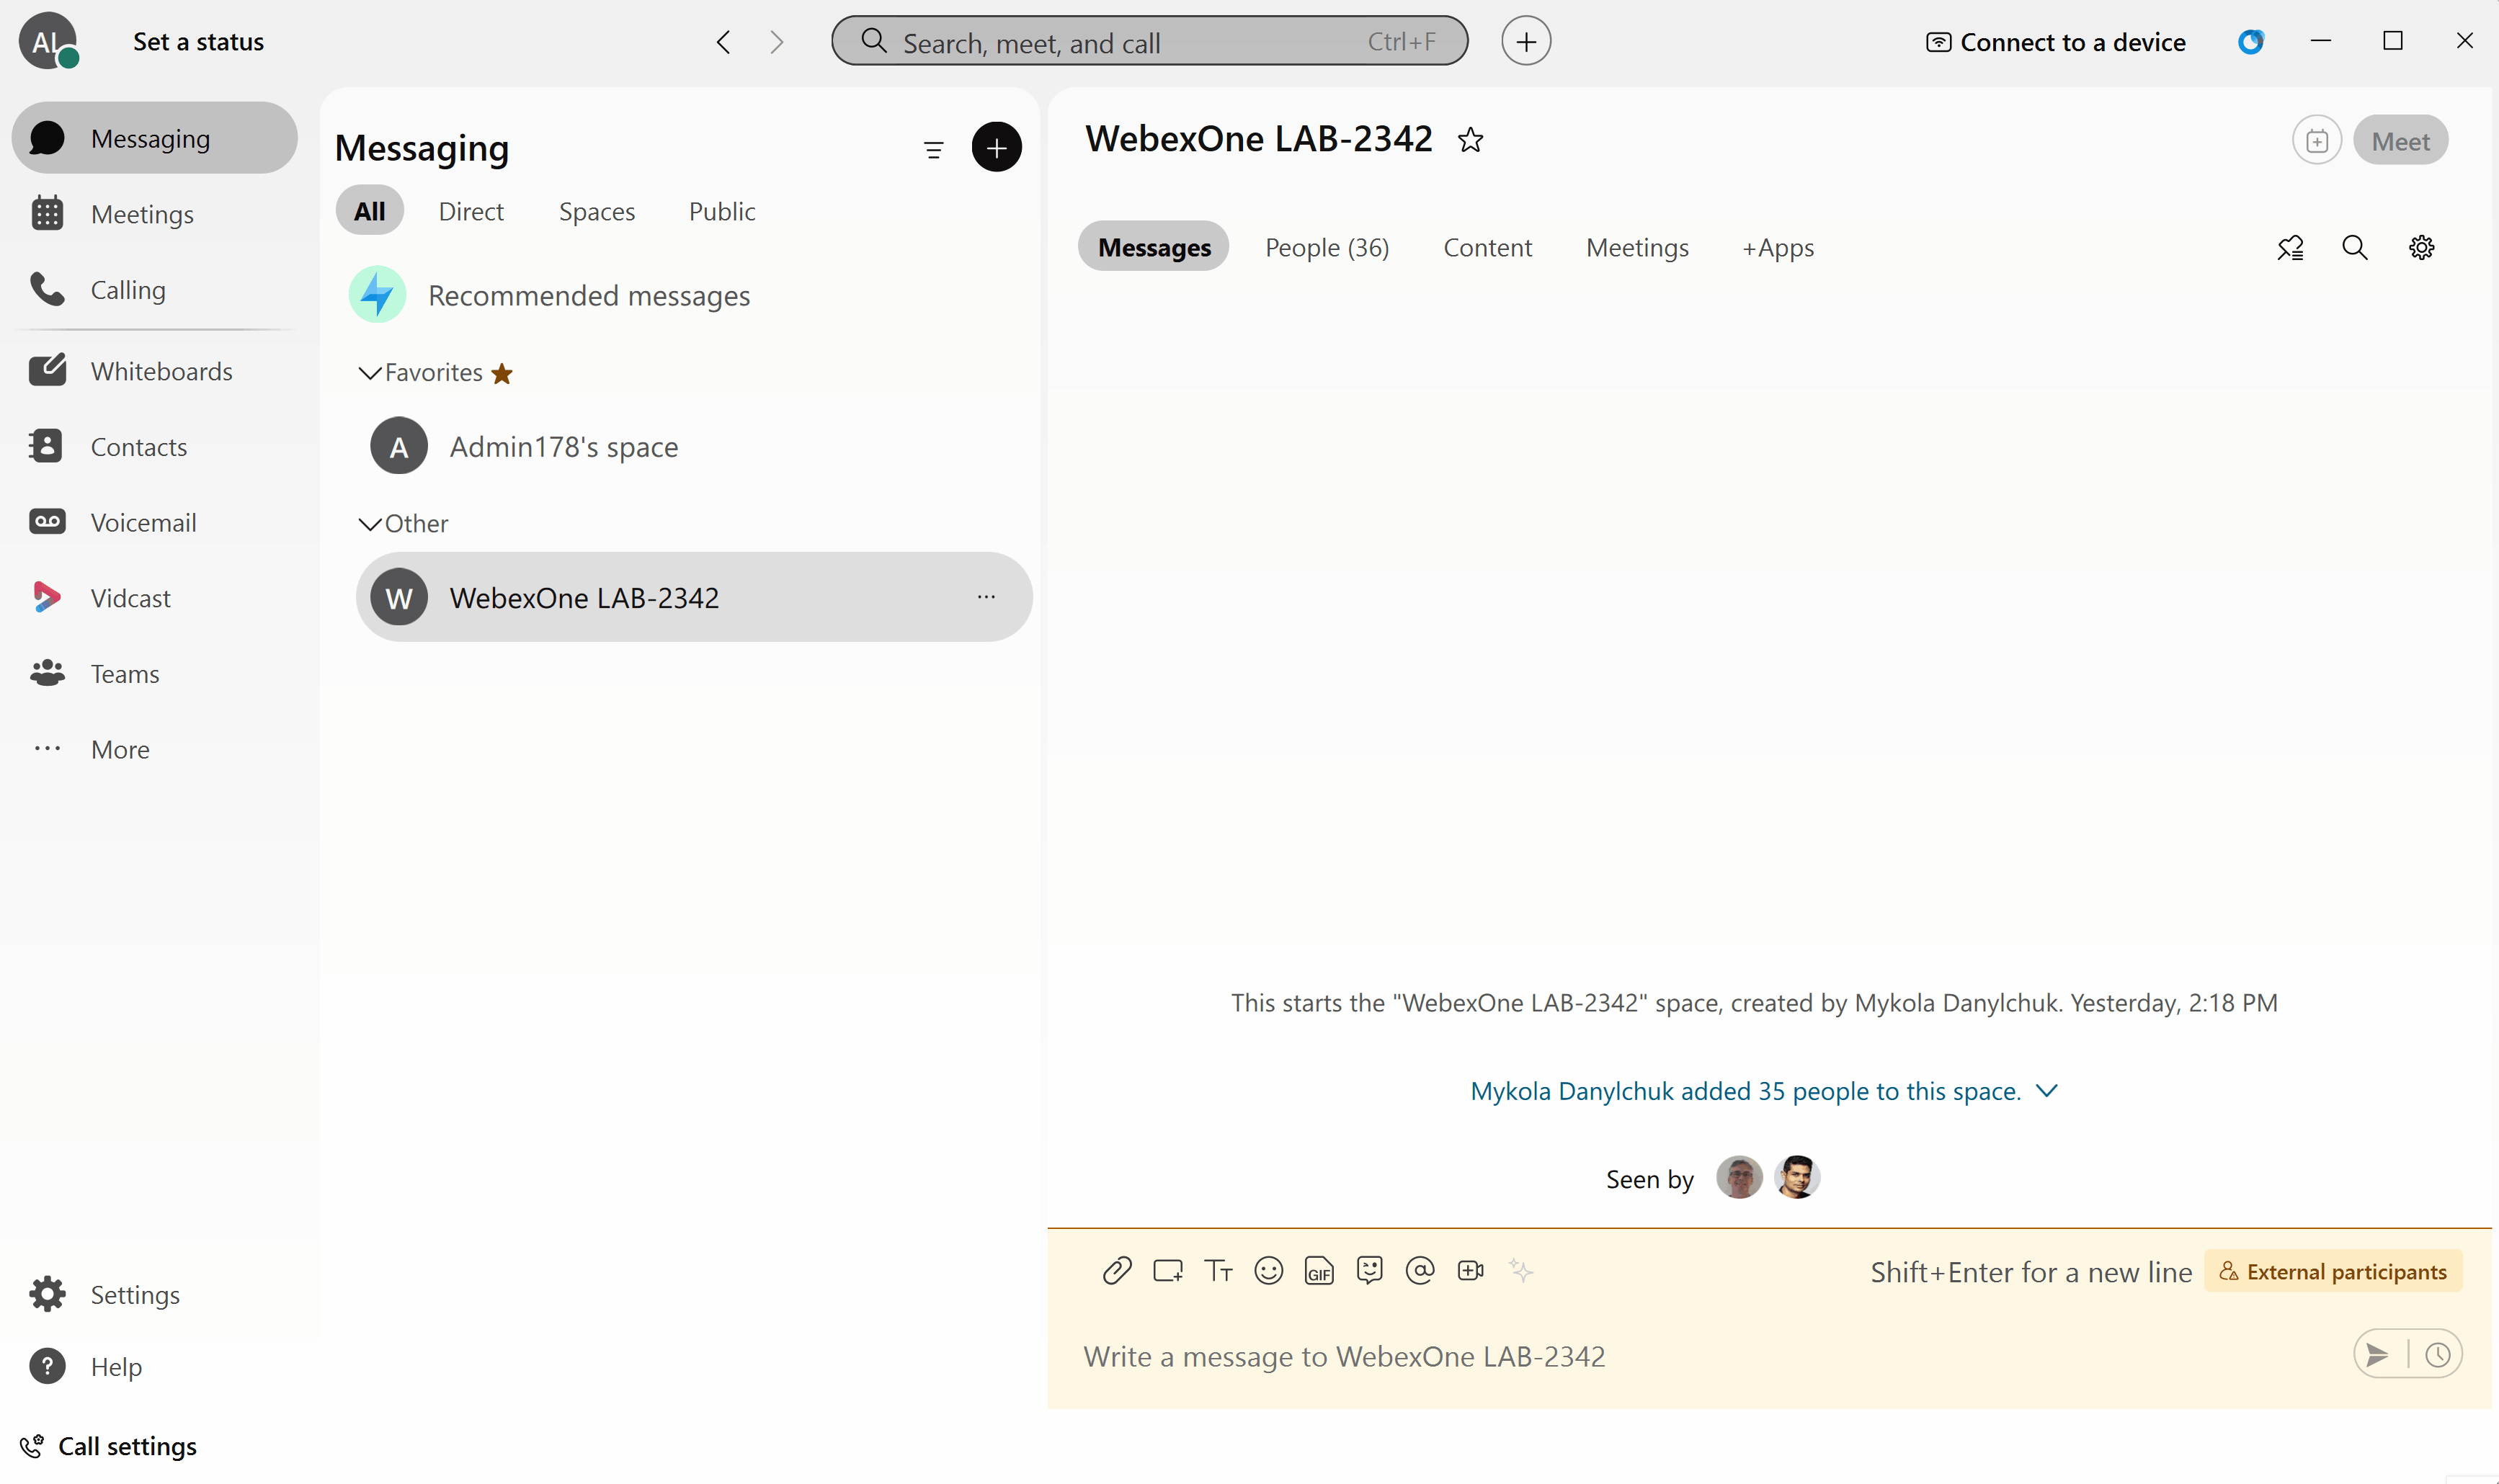 AL
Set a status
Search, meet, and call
Ctrl+F
Connect to a device
Messaging
Meetings
Calling
Whiteboards
Contacts
Voicemail
Vidcast
Teams
More
Settings
Help
Call settings
Messaging
All
Direct
Spaces
Public
Recommended messages
Favorites
A
Admin178's space
Other
W
WebexOne LAB-2342
WebexOne LAB-2342
Meet
Messages
People (36)
Content
Meetings
+Apps
This starts the "WebexOne LAB-2342" space, created by Mykola Danylchuk. Yesterday, 2:18 PM
Mykola Danylchuk added 35 people to this space.
Seen by
GIF
Shift+Enter for a new line
External participants
Write a message to WebexOne LAB-2342